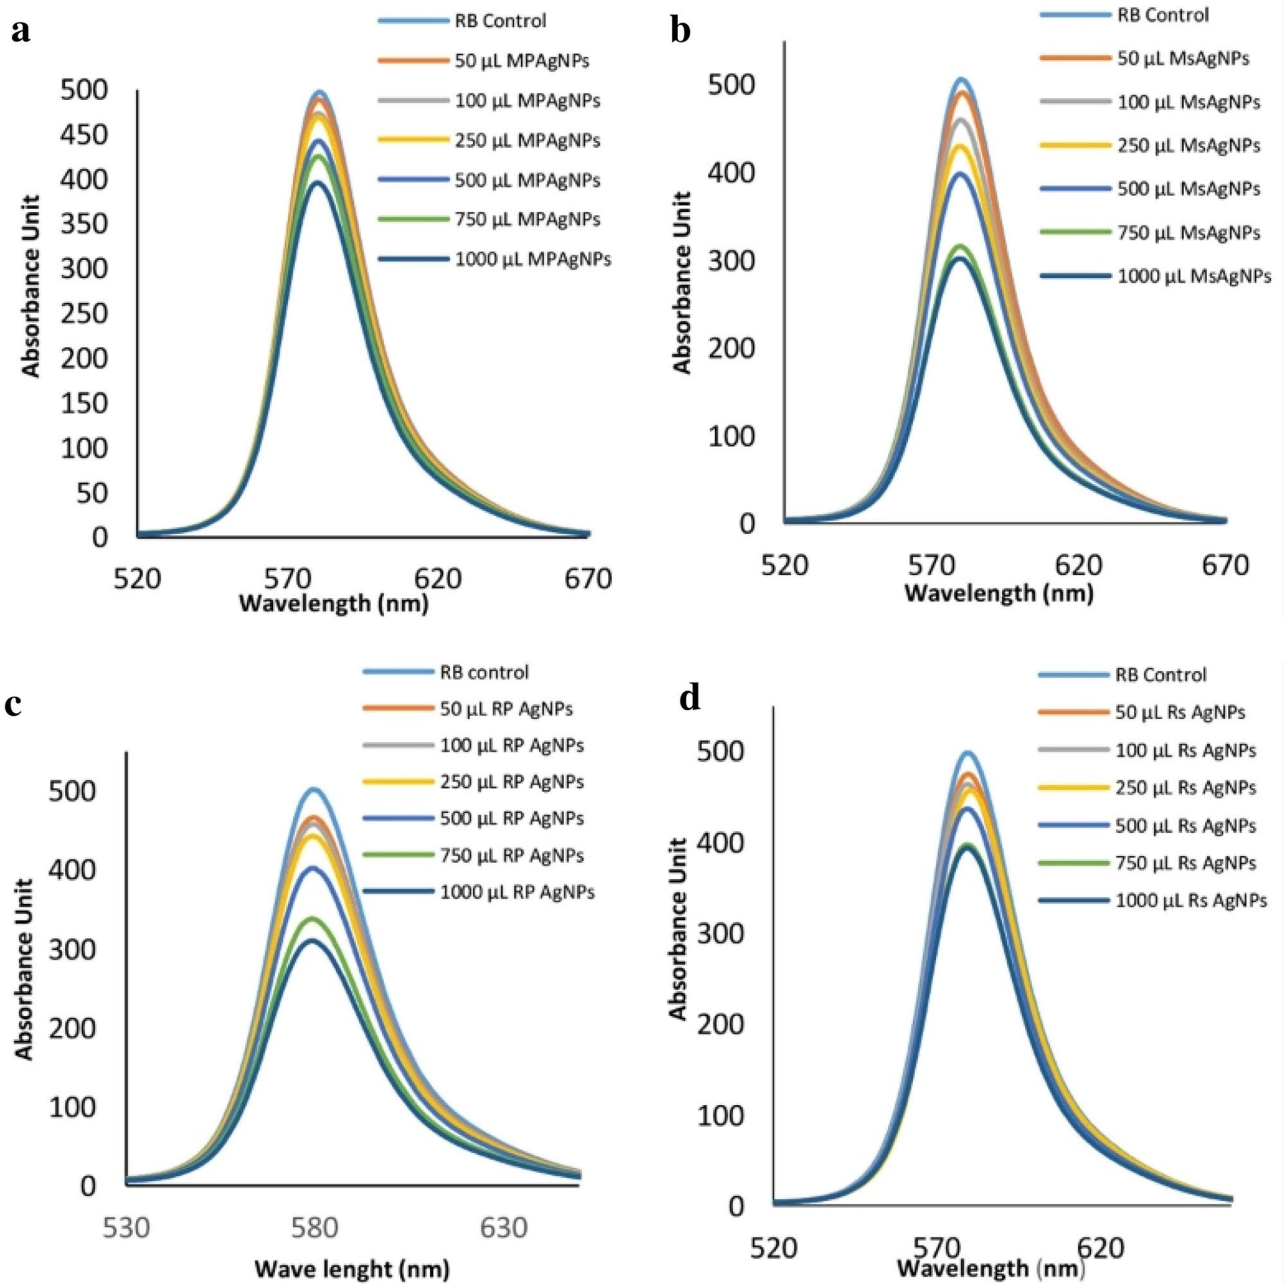 a
RB Control
50 µL MPAgNPs
100 µL MPAgNPs
250 µL MPAgNPs
500 µL MPAgNPs
750 µL MPAgNPs
1000 µL MPAgNPs
Absorbance Unit
500
450
400
350
300
250
200
150
100
50
0
520 570 620 670
Wavelength (nm)
b
RB Control
50 µL MsAgNPs
100 µL MsAgNPs
250 µL MsAgNPs
500 µL MsAgNPs
750 µL MsAgNPs
1000 µL MsAgNPs
Absorbance Unit
500
400
300
200
100
0
520 570 620 670
Wavelength (nm)
c
RB control
50 µL RP AgNPs
100 µL RP AgNPs
250 µL RP AgNPs
500 µL RP AgNPs
750 µL RP AgNPs
1000 µL RP AgNPs
Absorbance Unit
500
400
300
200
100
0
530 580 630
Wave lenght (nm)
d
RB Control
50 µL Rs AgNPs
100 µL Rs AgNPs
250 µL Rs AgNPs
500 µL Rs AgNPs
750 µL Rs AgNPs
1000 µL Rs AgNPs
Absorbance Unit
500
400
300
200
100
0
520 570 620
Wavelength (nm)